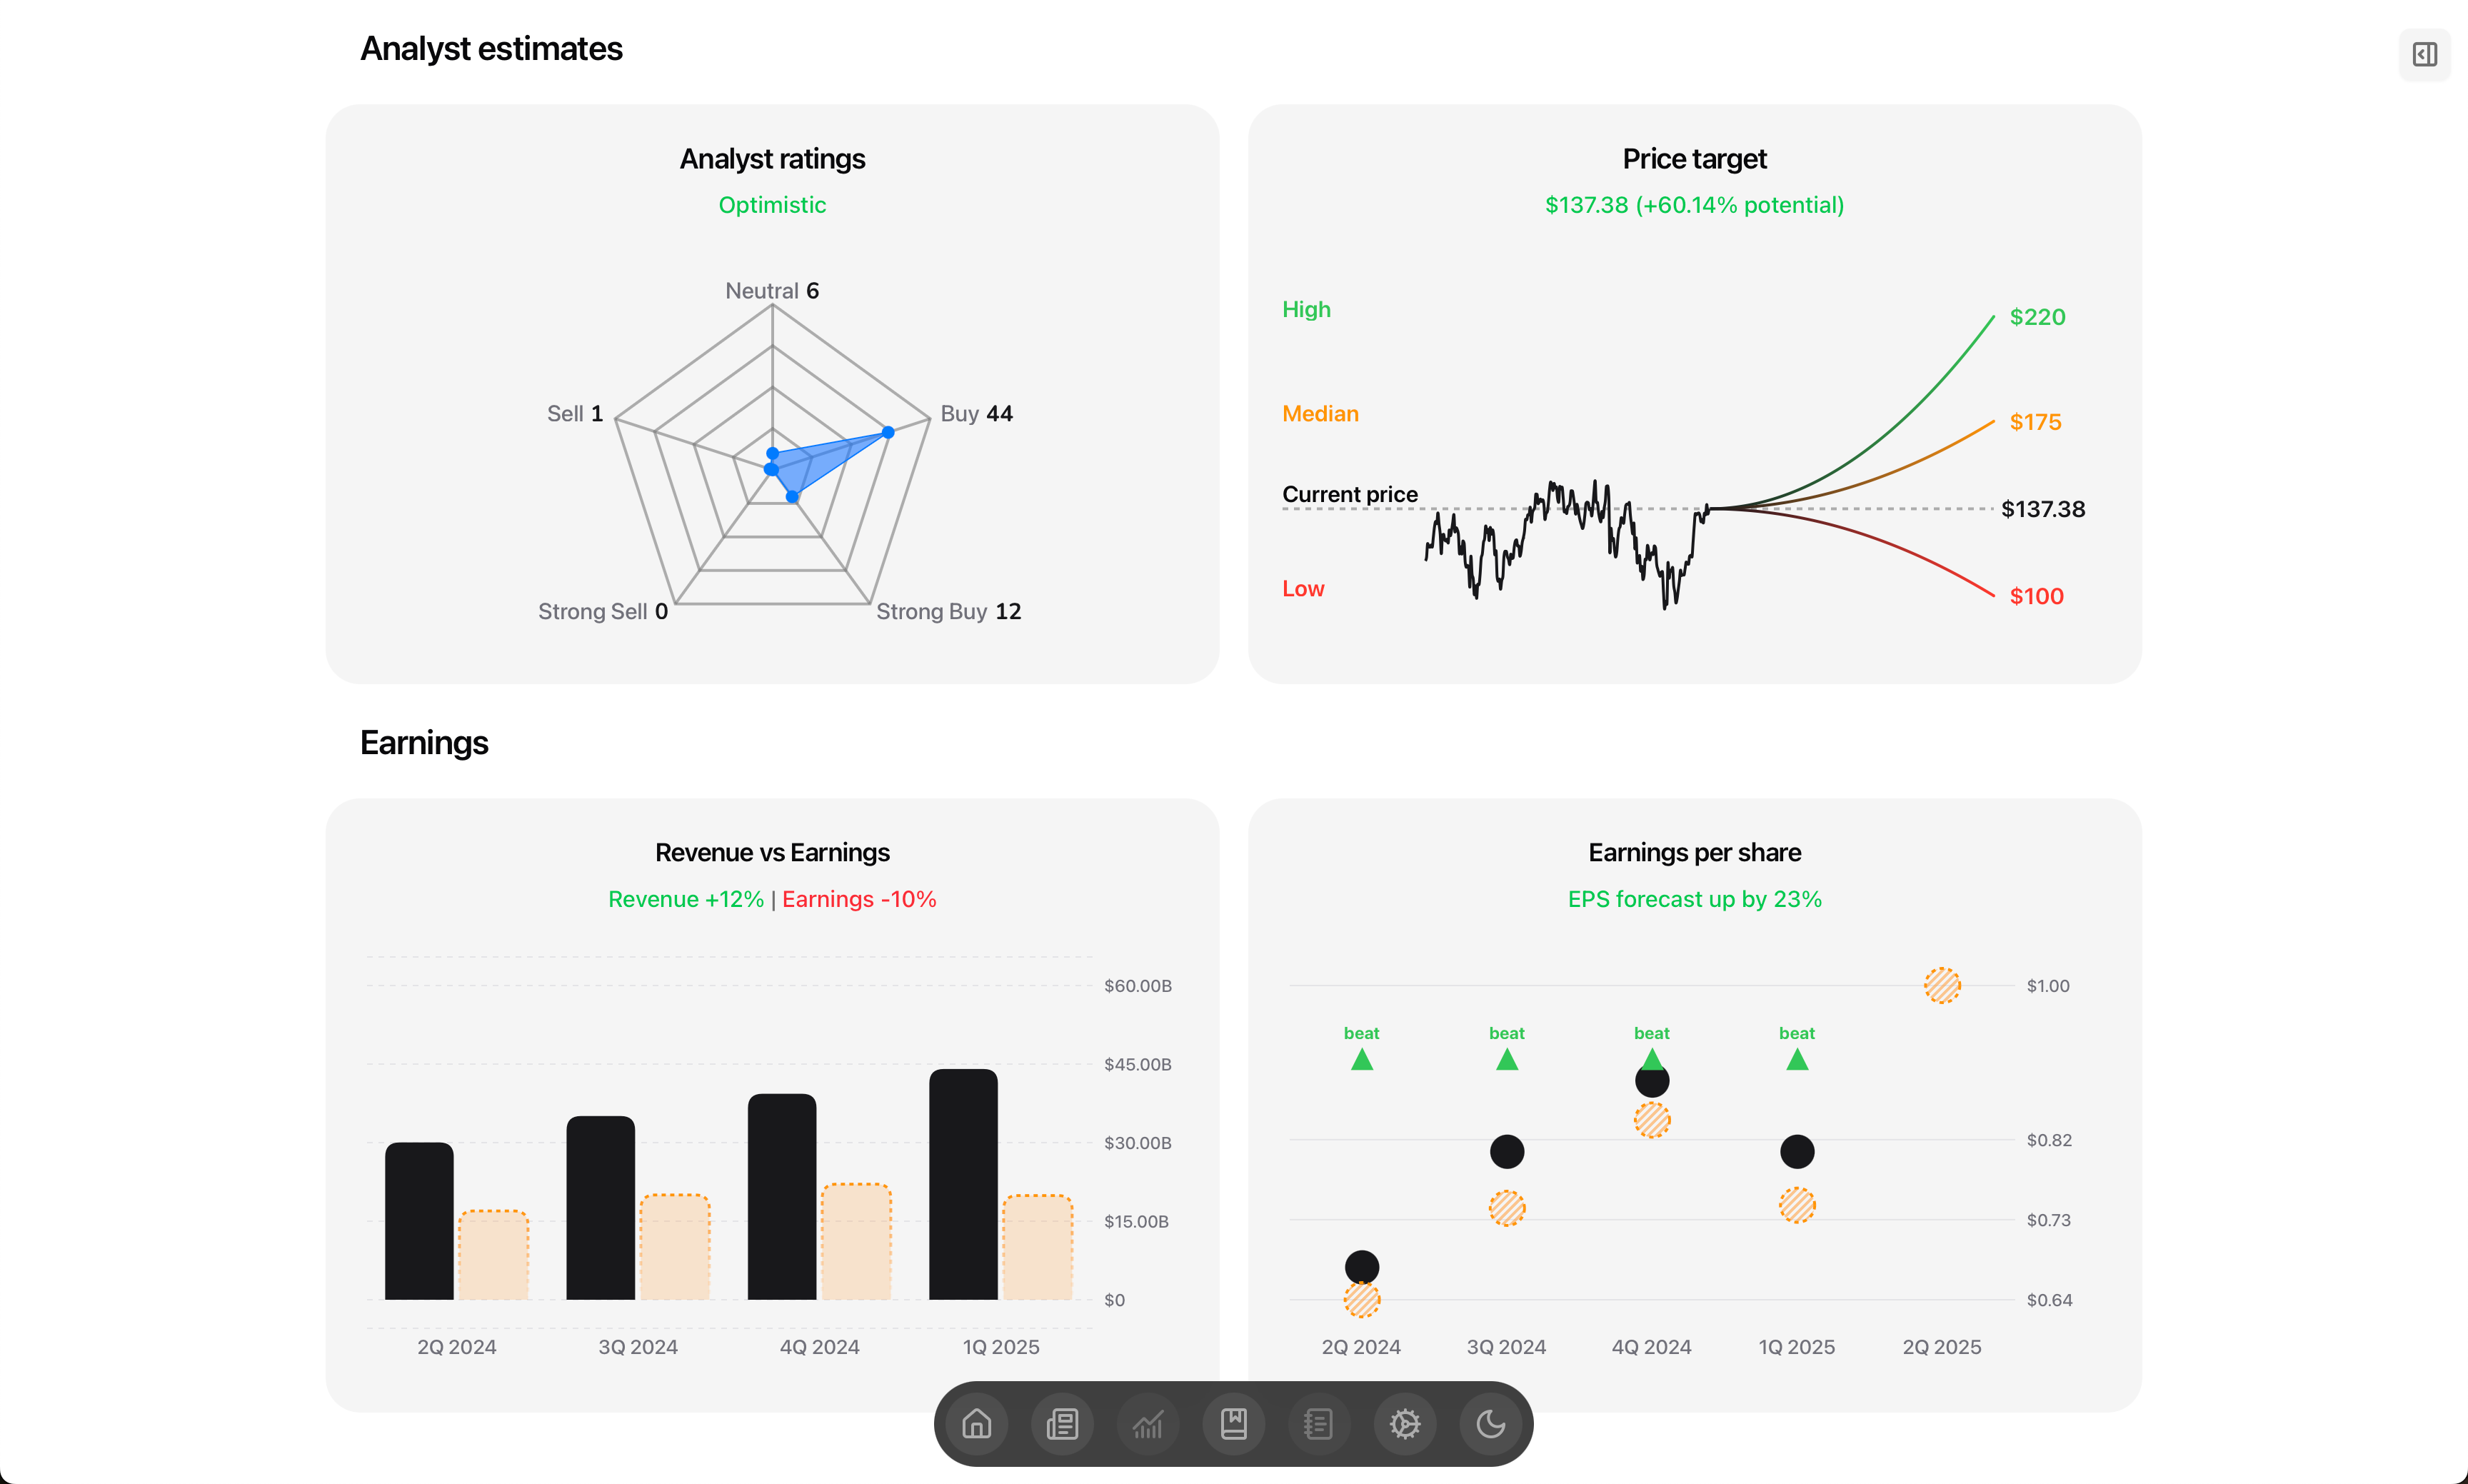 Analyst estimates
Analyst ratings
Optimistic
Neutral 6
Sell 1
Buy 44
Strong Sell 0
Strong Buy 12
Price target
$137.38 (+60.14% potential)
High
$220
Median
$175
Current price
$137.38
Low
$100
Earnings
Revenue vs Earnings
Revenue +12% | Earnings -10%
$60.00B
$45.00B
$30.00B
$15.00B
$0
2Q 2024 3Q 2024 4Q 2024 1Q 2025
Earnings per share
EPS forecast up by 23%
$1.00
beat beat beat beat
$0.82
$0.73
$0.64
2Q 2024 3Q 2024 4Q 2024 1Q 2025 2Q 2025